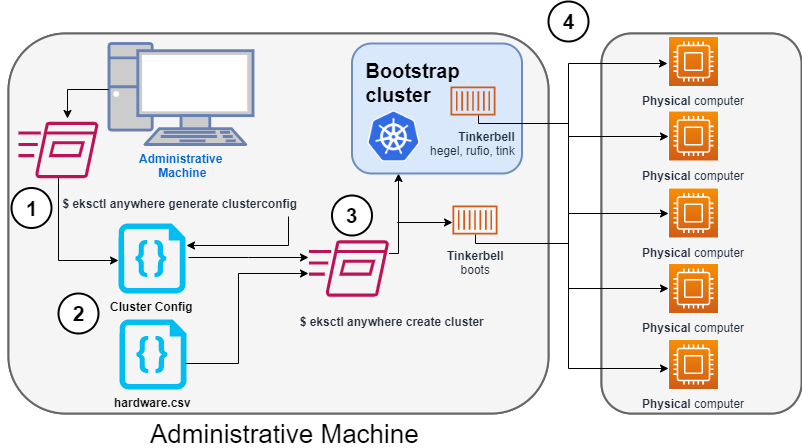 4
Bootstrap
cluster
Physical computer
Tinkerbell
hegel, rufio, tink
Administrative
Machine
Physical computer
1
$ eksctl anywhere generate clusterconfig
3
Physical computer
Tinkerbell
boots
2
Cluster Config
$ eksctl anywhere create cluster
Physical computer
hardware.csv
Physical computer
Administrative Machine
{}
{}